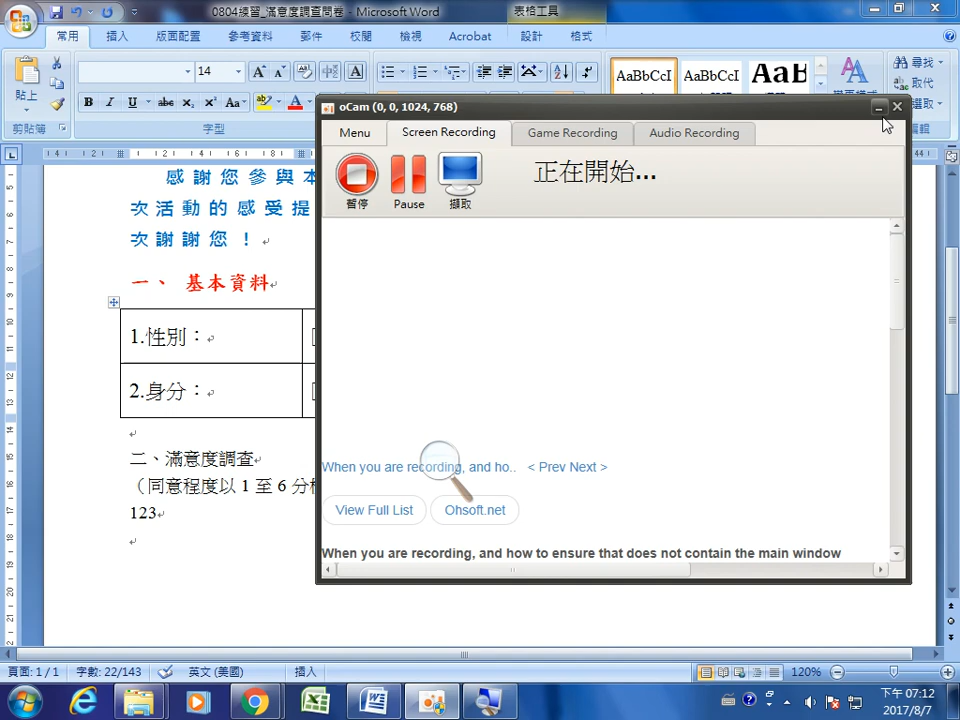 0804練習_滿意度調查問卷 - Microsoft Word
表格工具
常用 插入 版面配置 參考資料 郵件 校閱 檢視 Acrobat 設計 格式
貼上
14
B I U abc X₂ X² Aa
AaBbCcI AaBbCcI AaB
尋找
取代
選取
剪貼簿
字型
編輯
oCam (0, 0, 1024, 768)
Menu
Screen Recording
Game Recording
Audio Recording
暫停
Pause
擷取
正在開始...
感謝您參與本
次活動的感受提
次謝謝您！
一、 基本資料
1.性別：
2.身分：
二、滿意度調查
（同意程度以 1 至 6 分
123
When you are recording, and ho.. < Prev Next >
View Full List
Ohsoft.net
When you are recording, and how to ensure that does not contain the main window
頁面: 1 / 1 字數: 22/143 英文 (美國) 插入
120%
下午 07:12
2017/8/7